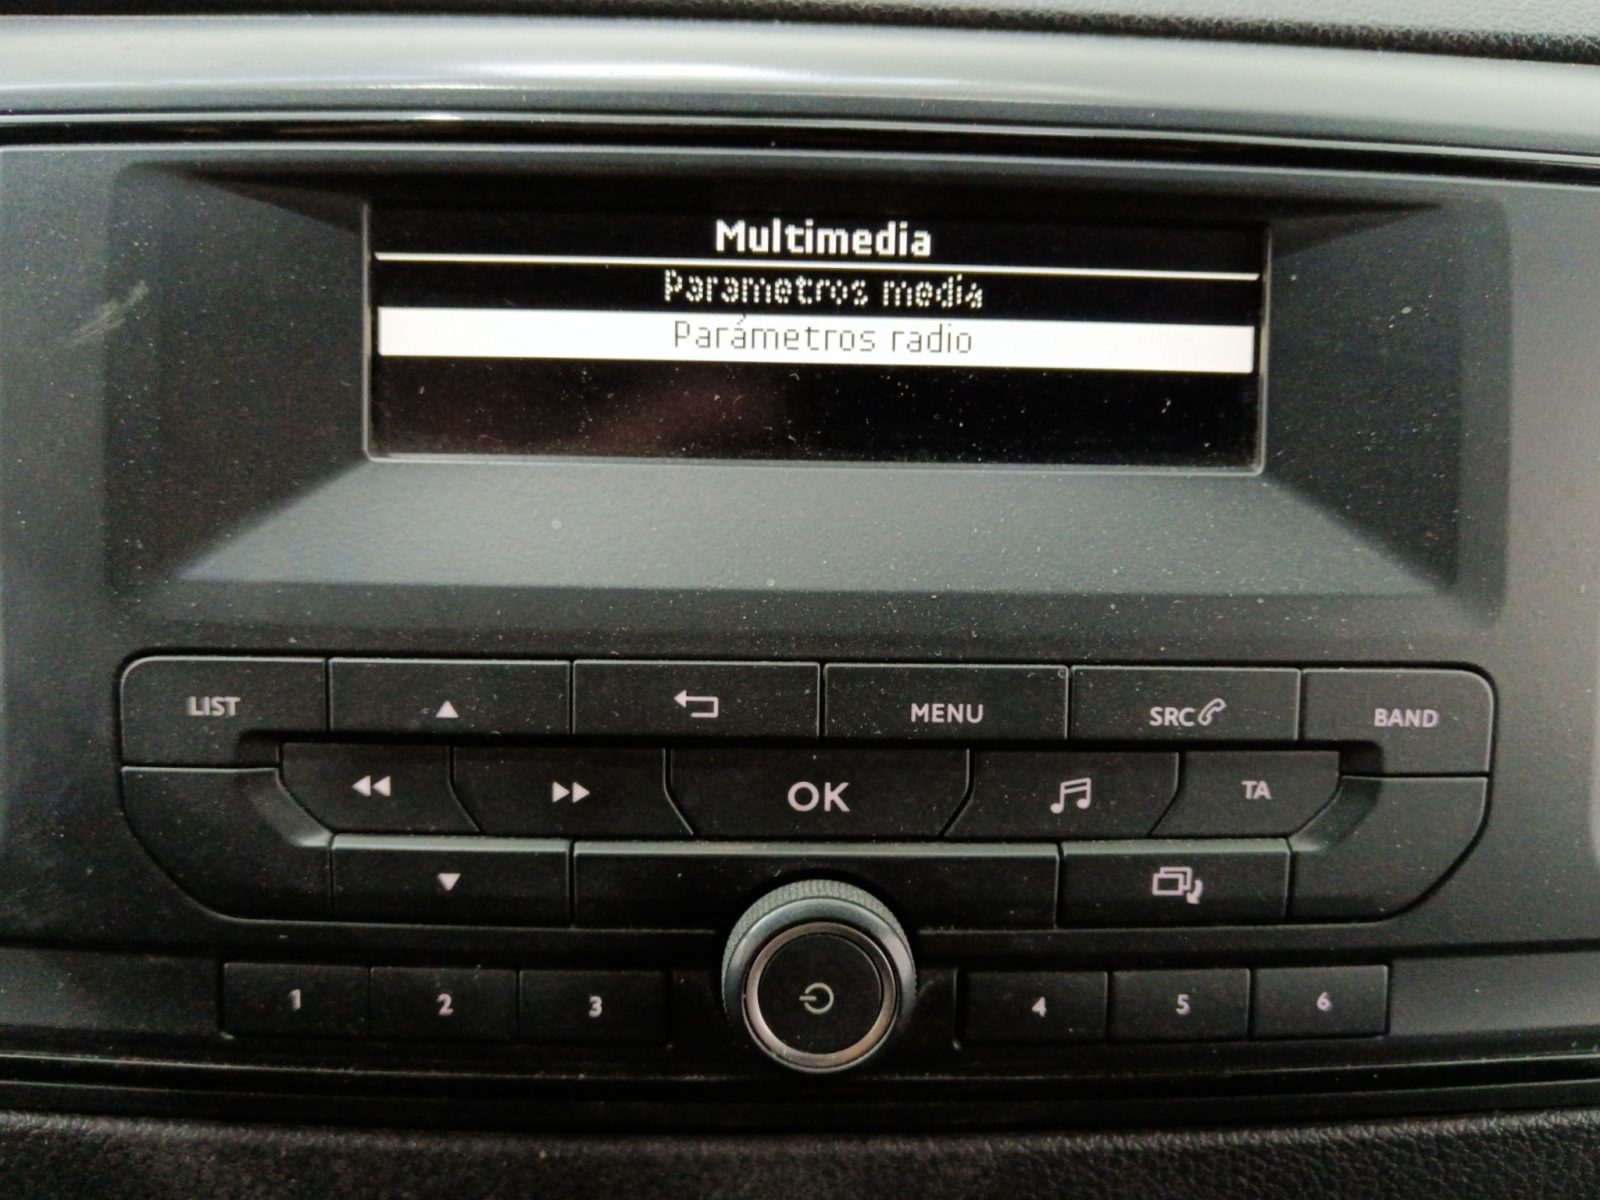 Multimedia
Parametros media
Parámetros radio
LIST
MENU
SRC
BAND
OK
TA
1
2
3
4
5
6